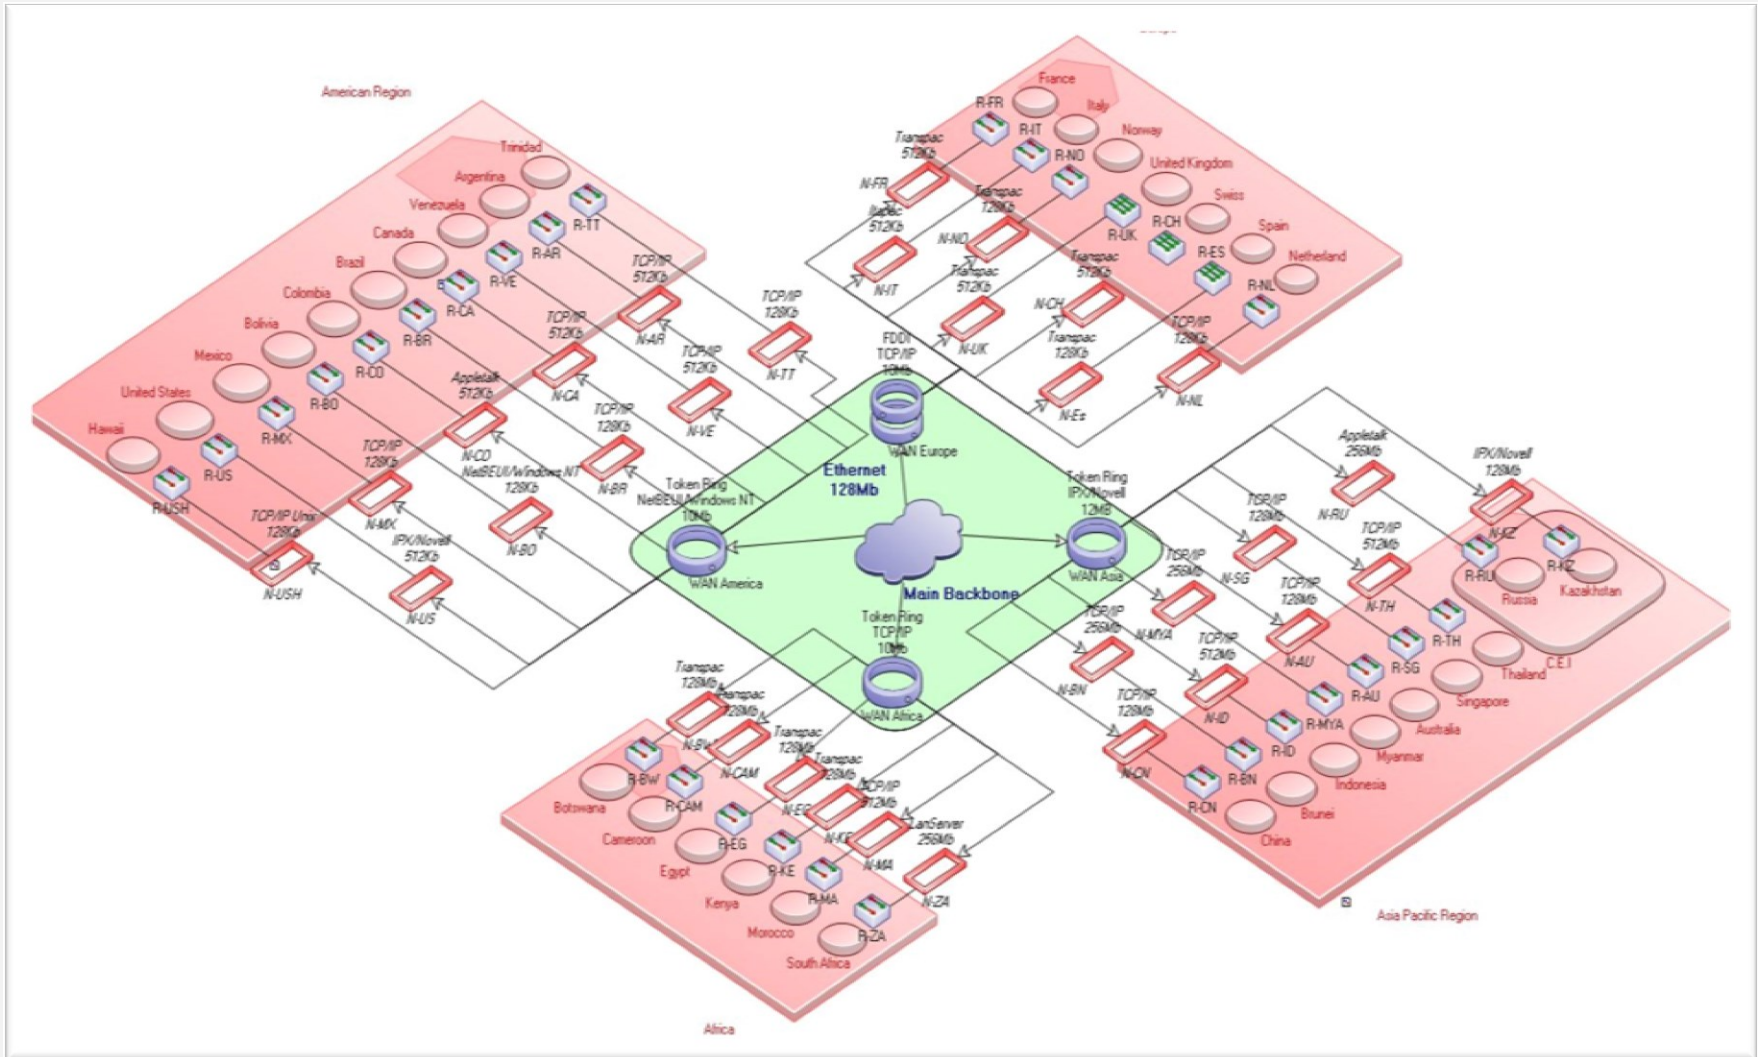 American Region
Trinidad
Argentina
Venezuela
Canada
Brazil
Colombia
Bolivia
Mexico
United States
Hawaii
R-TT
R-AR
R-VE
R-CA
R-BR
R-CO
R-BO
R-MX
R-US
R-USH
TCP/IP
512Kb
N-AR
TCP/IP
128Kb
N-TT
TCP/IP
512Kb
N-CA
TCP/IP
512Kb
N-VE
Appletalk
512Kb
N-CO
TCP/IP
128Kb
N-BR
TCP/IP
128Kb
N-MX
NetBEUI/Windows NT
128Kb
N-BO
TCP/IP Unix
128Kb
N-USH
IPX/Novell
512Kb
N-US
France
Italy
Norway
United Kingdom
Swiss
Spain
Netherland
R-FR
R-IT
R-NO
R-UK
R-CH
R-ES
R-NL
Transpac
512Kb
N-FR
Itapac
512Kb
N-IT
Transpac
128Kb
N-NO
Transpac
512Kb
N-UK
Transpac
512Kb
N-CH
Transpac
128Kb
N-Es
TCP/IP
128Kb
N-NL
FDDI
TCP/IP
10Mb
WAN Europe
Ethernet
128Mb
Token Ring
NetBEUI/Windows NT
10Mb
WAN America
Token Ring
IPX/Novell
12MB
WAN Asia
Main Backbone
Token Ring
TCP/IP
10Mb
WAN Africa
Appletalk
256Mb
N-RU
IPX/Novell
128Mb
N-KZ
TCP/IP
128Mb
N-SG
TCP/IP
512Mb
N-TH
TCP/IP
256Mb
N-MYA
TCP/IP
128Mb
N-AU
TCP/IP
256Mb
N-BN
TCP/IP
512Mb
N-ID
TCP/IP
128Mb
N-CN
R-RU
R-KZ
R-TH
R-SG
R-AU
R-MYA
R-ID
R-BN
R-CN
Russia
Kazakhstan
C.E.I
Thailand
Singapore
Australia
Myanmar
Indonesia
Brunei
China
Asia Pacific Region
Transpac
128Mb
N-BW
Transpac
128Mb
N-CAM
Transpac
128Mb
N-EG
Transpac
128Mb
N-KE
TCP/IP
512Mb
N-MA
LanServer
256Mb
N-ZA
R-BW
R-CAM
R-EG
R-KE
R-MA
R-ZA
Botswana
Cameroon
Egypt
Kenya
Morocco
South Africa
Africa